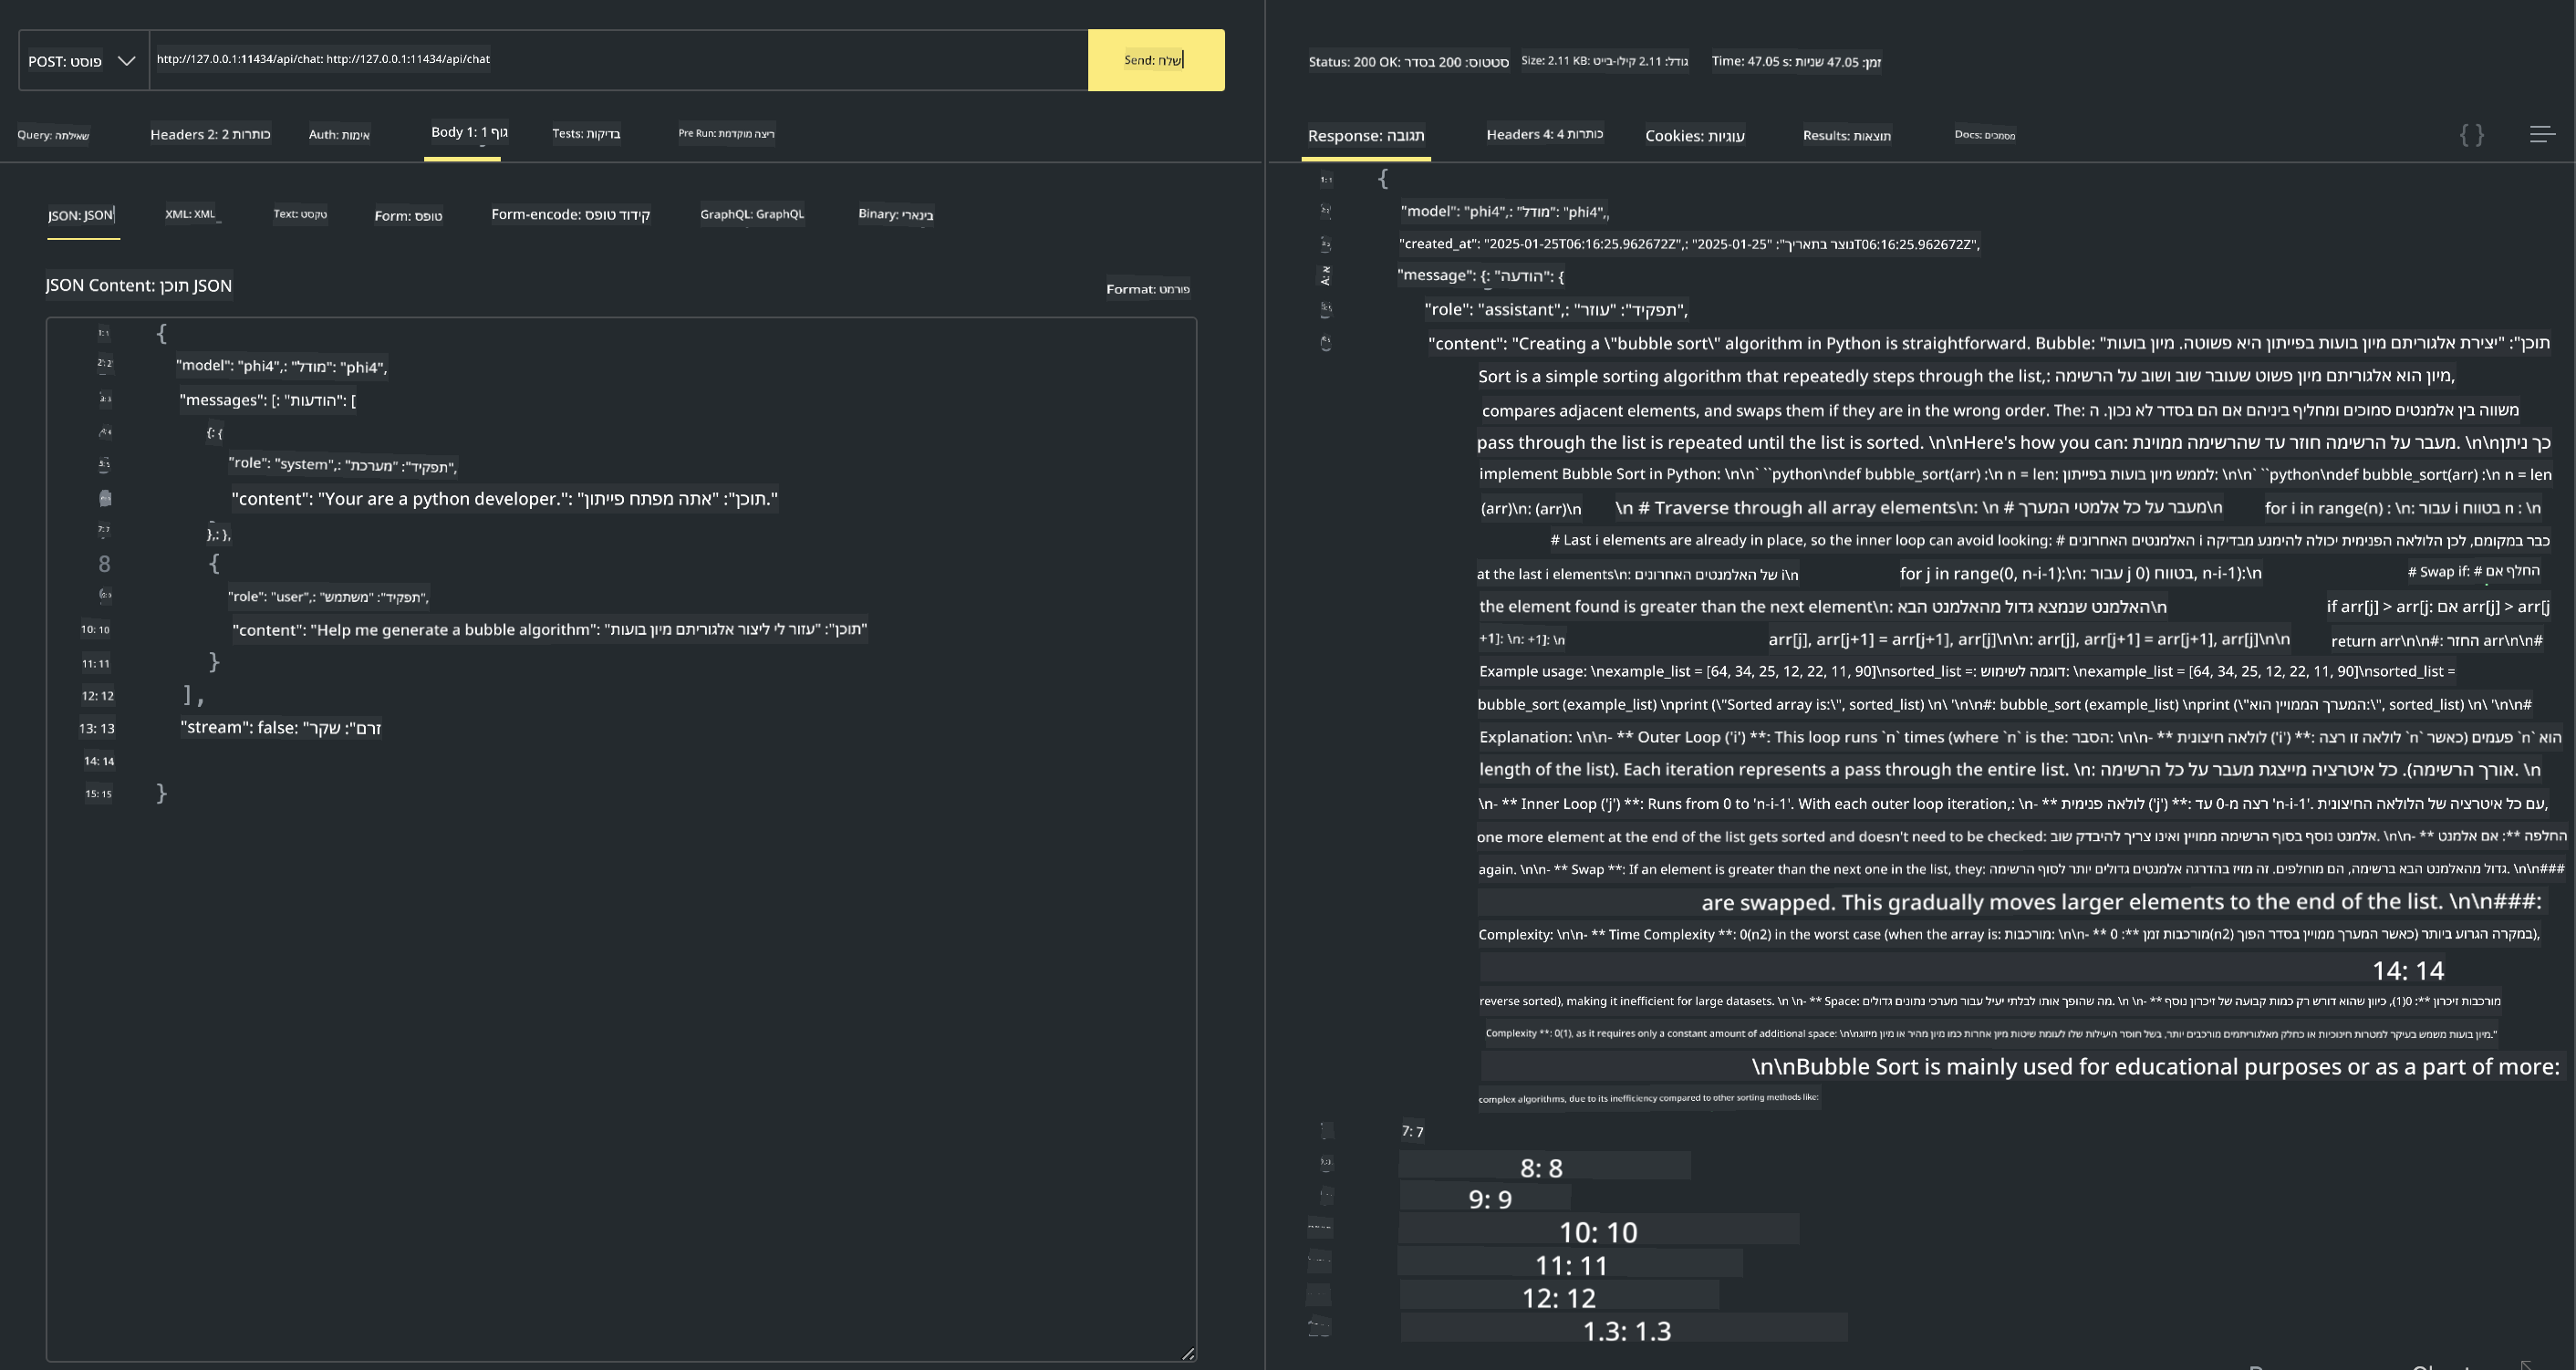 POST: פוסט
http://127.0.0.1:11434/api/chat: http://127.0.0.1:11434/api/chat
Send: שלח
Query: שאילתה
Headers 2: 2 כותרות
Auth: אימות
Body 1: 1 גוף
Tests: בדיקות
Pre Run: ריצה מוקדמת
JSON: JSON
XML: XML
Text: טקסט
Form: טופס
Form-encode: קידוד טופס
GraphQL: GraphQL
Binary: בינארי
JSON Content: תוכן JSON
Format: פורמט
1: 1 {
2: 2 "model": "phi4",: "מודל": "phi4",
3: 3 "messages": [: "הודעות": [
{: {
"role": "system",: "תפקיד": "מערכת",
"content": "Your are a python developer.": "תוכן": "אתה מפתח פייתון."
7: 7 },: },
8 {
"role": "user",: "תפקיד": "משתמש",
10: 10 "content": "Help me generate a bubble algorithm": "תוכן": "עזור לי ליצור אלגוריתם מיון בועות"
11: 11 }
12: 12 ],
13: 13 "stream": false: "זרם": שקר
14: 14
15: 15 }
Status: 200 OK: סטטוס: 200 בסדר
Size: 2.11 KB: גודל: 2.11 קילו-בייט
Time: 47.05 s: זמן: 47.05 שניות
Response: תגובה
Headers 4: 4 כותרות
Cookies: עוגיות
Results: תוצאות
Docs: מסמכים
{ }
1: 1 {
"model": "phi4",: "מודל": "phi4",
"created_at": "2025-01-25T06:16:25.962672Z",: "נוצר בתאריך": "2025-01-25T06:16:25.962672Z",
A: א "message": {: "הודעה": {
"role": "assistant",: "תפקיד": "עוזר",
"content": "Creating a \"bubble sort\" algorithm in Python is straightforward. Bubble: "תוכן": "יצירת אלגוריתם מיון בועות בפייתון היא פשוטה. מיון בועות
Sort is a simple sorting algorithm that repeatedly steps through the list,: מיון הוא אלגוריתם מיון פשוט שעובר שוב ושוב על הרשימה,
compares adjacent elements, and swaps them if they are in the wrong order. The: משווה בין אלמנטים סמוכים ומחליף ביניהם אם הם בסדר לא נכון. ה
pass through the list is repeated until the list is sorted. \n\nHere's how you can: מעבר על הרשימה חוזר עד שהרשימה ממוינת. \n\nכך ניתן
implement Bubble Sort in Python: \n\n` ``python\ndef bubble_sort(arr) :\n n = len: לממש מיון בועות בפייתון: \n\n` ``python\ndef bubble_sort(arr) :\n n = len
(arr)\n: (arr)\n
\n # Traverse through all array elements\n: \n # מעבר על כל אלמטי המערך\n
for i in range(n) : \n: עבור i בטווח n : \n
# Last i elements are already in place, so the inner loop can avoid looking: # האלמנטים האחרונים i כבר במקומם, לכן הלולאה הפנימית יכולה להימנע מבדיקה
at the last i elements\n: של האלמנטים האחרונים i\n
for j in range(0, n-i-1):\n: עבור j בטווח (0, n-i-1):\n
# Swap if: # החלף אם
the element found is greater than the next element\n: האלמנט שנמצא גדול מהאלמנט הבא\n
if arr[j] > arr[j: אם arr[j] > arr[j
+1]: \n: +1]: \n
arr[j], arr[j+1] = arr[j+1], arr[j]\n\n: arr[j], arr[j+1] = arr[j+1], arr[j]\n\n
return arr\n\n#: החזר arr\n\n#
Example usage: \nexample_list = [64, 34, 25, 12, 22, 11, 90]\nsorted_list =: דוגמה לשימוש: \nexample_list = [64, 34, 25, 12, 22, 11, 90]\nsorted_list =
bubble_sort (example_list) \nprint (\"Sorted array is:\", sorted_list) \n\ '\n\n#: bubble_sort (example_list) \nprint (\"המערך הממויין הוא:\", sorted_list) \n\ '\n\n#
Explanation: \n\n- ** Outer Loop ('i') **: This loop runs `n` times (where `n` is the: הסבר: \n\n- ** לולאה חיצונית ('i') **: לולאה זו רצה `n` פעמים (כאשר `n` הוא
length of the list). Each iteration represents a pass through the entire list. \n: אורך הרשימה). כל איטרציה מייצגת מעבר על כל הרשימה. \n
\n- ** Inner Loop ('j') **: Runs from 0 to 'n-i-1'. With each outer loop iteration,: \n- ** לולאה פנימית ('j') **: רצה מ-0 עד 'n-i-1'. עם כל איטרציה של הלולאה החיצונית,
one more element at the end of the list gets sorted and doesn't need to be checked: אלמנט נוסף בסוף הרשימה ממויין ואינו צריך להיבדק שוב. \n\n- ** החלפה **: אם אלמנט
again. \n\n- ** Swap **: If an element is greater than the next one in the list, they: גדול מהאלמנט הבא ברשימה, הם מוחלפים. זה מזיז בהדרגה אלמנטים גדולים יותר לסוף הרשימה. \n\n###
are swapped. This gradually moves larger elements to the end of the list. \n\n###:
Complexity: \n\n- ** Time Complexity **: 0(n2) in the worst case (when the array is: מורכבות: \n\n- ** מורכבות זמן **: 0(n2) במקרה הגרוע ביותר (כאשר המערך ממויין בסדר הפוך),
14: 14
reverse sorted), making it inefficient for large datasets. \n \n- ** Space: מה שהופך אותו לבלתי יעיל עבור מערכי נתונים גדולים. \n \n- ** מורכבות זיכרון **: 0(1), כיוון שהוא דורש רק כמות קבועה של זיכרון נוסף
Complexity **: 0(1), as it requires only a constant amount of additional space: \n\nמיון בועות משמש בעיקר למטרות חינוכיות או כחלק מאלגוריתמים מורכבים יותר, בשל חוסר היעילות שלו לעומת שיטות מיון אחרות כמו מיון מהיר או מיון מיזוג."
\n\nBubble Sort is mainly used for educational purposes or as a part of more:
complex algorithms, due to its inefficiency compared to other sorting methods like:
7: 7
8: 8
9: 9
10: 10
11: 11
12: 12
1.3: 1.3